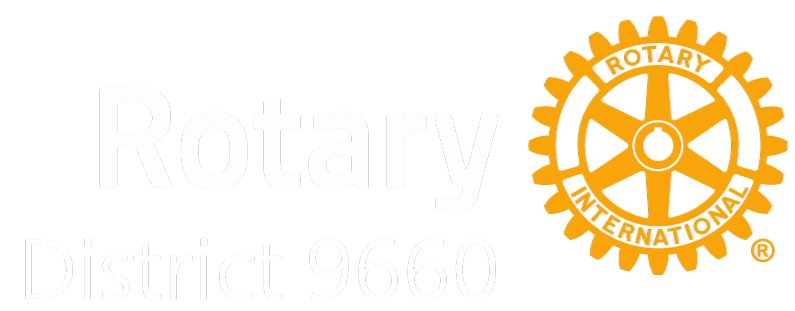 Rotary
District 9660
ROTARY
INTERNATIONAL
®